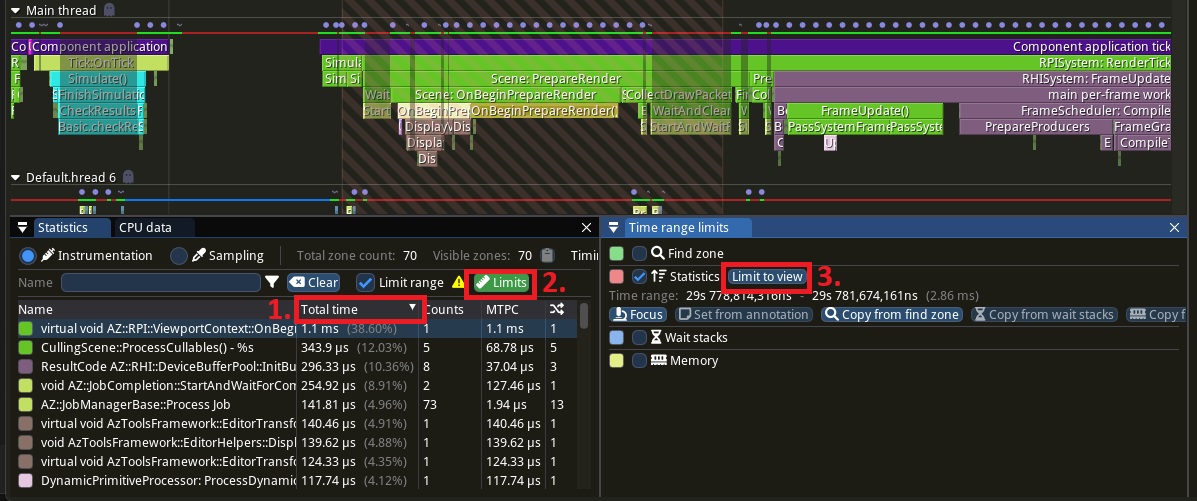 Main thread
Co Component application Component application tick
R Tick:OnTick Simula RPISystem: RenderTick
F Simulate() Sim Si Scene: PrepareRender Pre RHISystem: FrameUpdate
FinishSimulatic Wait Scene: OnBeginPrepareRender CollectDrawPacket Fi Co main per-frame work
CheckResults Start OnBeginPre OnBeginPrepareRender( WaitAndClear B FrameUpdate() FrameScheduler: Compile
Basic.checkRe Displa Dis StartAndWaitF B PassSystemFrame PassSyste PrepareProducers FrameGra
Displa C U E CompileT
Dis
Default.hread 6
Statistics CPU data Time range limits
Instrumentation Sampling Total zone count: 70 Visible zones: 70 Timin Find zone
Name Clear Limit range Limits 2. Statistics Limit to view 3.
Time range: 29s 778,814,316ns - 29s 781,674,161ns (2.86 ms)
1. Name Total time Counts MTPC
Focus Set from annotation Copy from find zone Copy from wait stacks Copy f
virtual void AZ::RPI::ViewportContext::OnBegi 1.1 ms (38.60%) 1 1.1 ms 1
Wait stacks
CullingScene::ProcessCullables() - %s 343.9 µs (12.03%) 5 68.78 µs 5
Memory
ResultCode AZ::RHI::DeviceBufferPool::InitBu 296.33 µs (10.36%) 8 37.04 µs 3
void AZ::JobCompletion::StartAndWaitForCom 254.92 µs (8.91%) 2 127.46 µs 1
AZ::JobManagerBase::Process Job 141.81 µs (4.96%) 73 1.94 µs 13
virtual void AzToolsFramework::EditorTransfo 140.46 µs (4.91%) 1 140.46 µs 1
void AzToolsFramework::EditorHelpers::Displ 139.62 µs (4.88%) 1 139.62 µs 1
virtual void AzToolsFramework::EditorTransfo 124.33 µs (4.35%) 1 124.33 µs 1
DynamicPrimitiveProcessor: ProcessDynamic 117.74 µs (4.12%) 1 117.74 µs 1